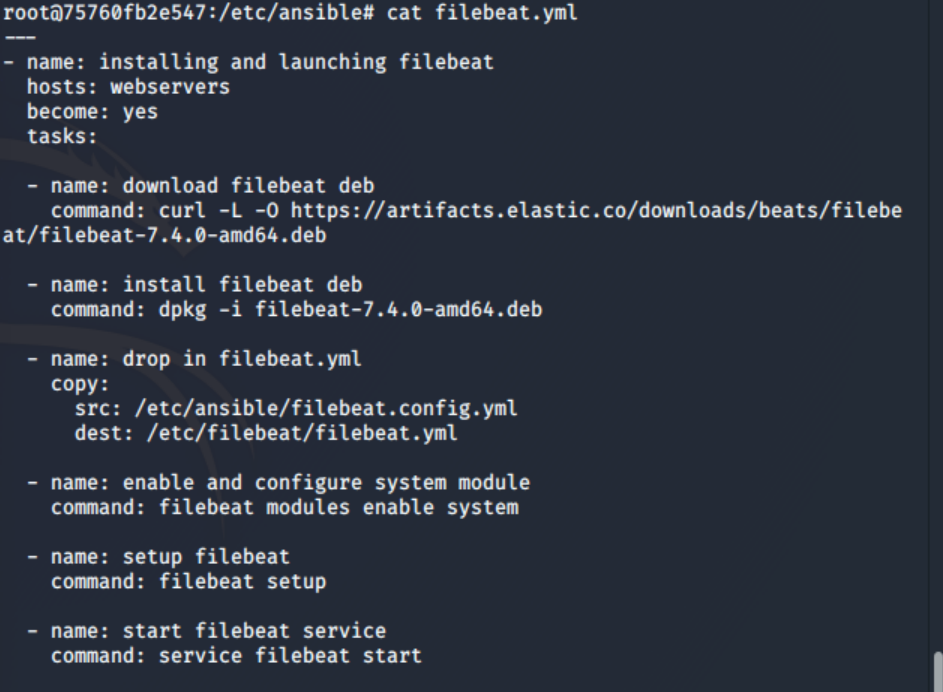 root@75760fb2e547:/etc/ansible# cat filebeat.yml
---
- name: installing and launching filebeat
  hosts: webservers
  become: yes
  tasks:

  - name: download filebeat deb
    command: curl -L -O https://artifacts.elastic.co/downloads/beats/filebe
at/filebeat-7.4.0-amd64.deb

  - name: install filebeat deb
    command: dpkg -i filebeat-7.4.0-amd64.deb

  - name: drop in filebeat.yml
    copy:
      src: /etc/ansible/filebeat.config.yml
      dest: /etc/filebeat/filebeat.yml

  - name: enable and configure system module
    command: filebeat modules enable system

  - name: setup filebeat
    command: filebeat setup

  - name: start filebeat service
    command: service filebeat start